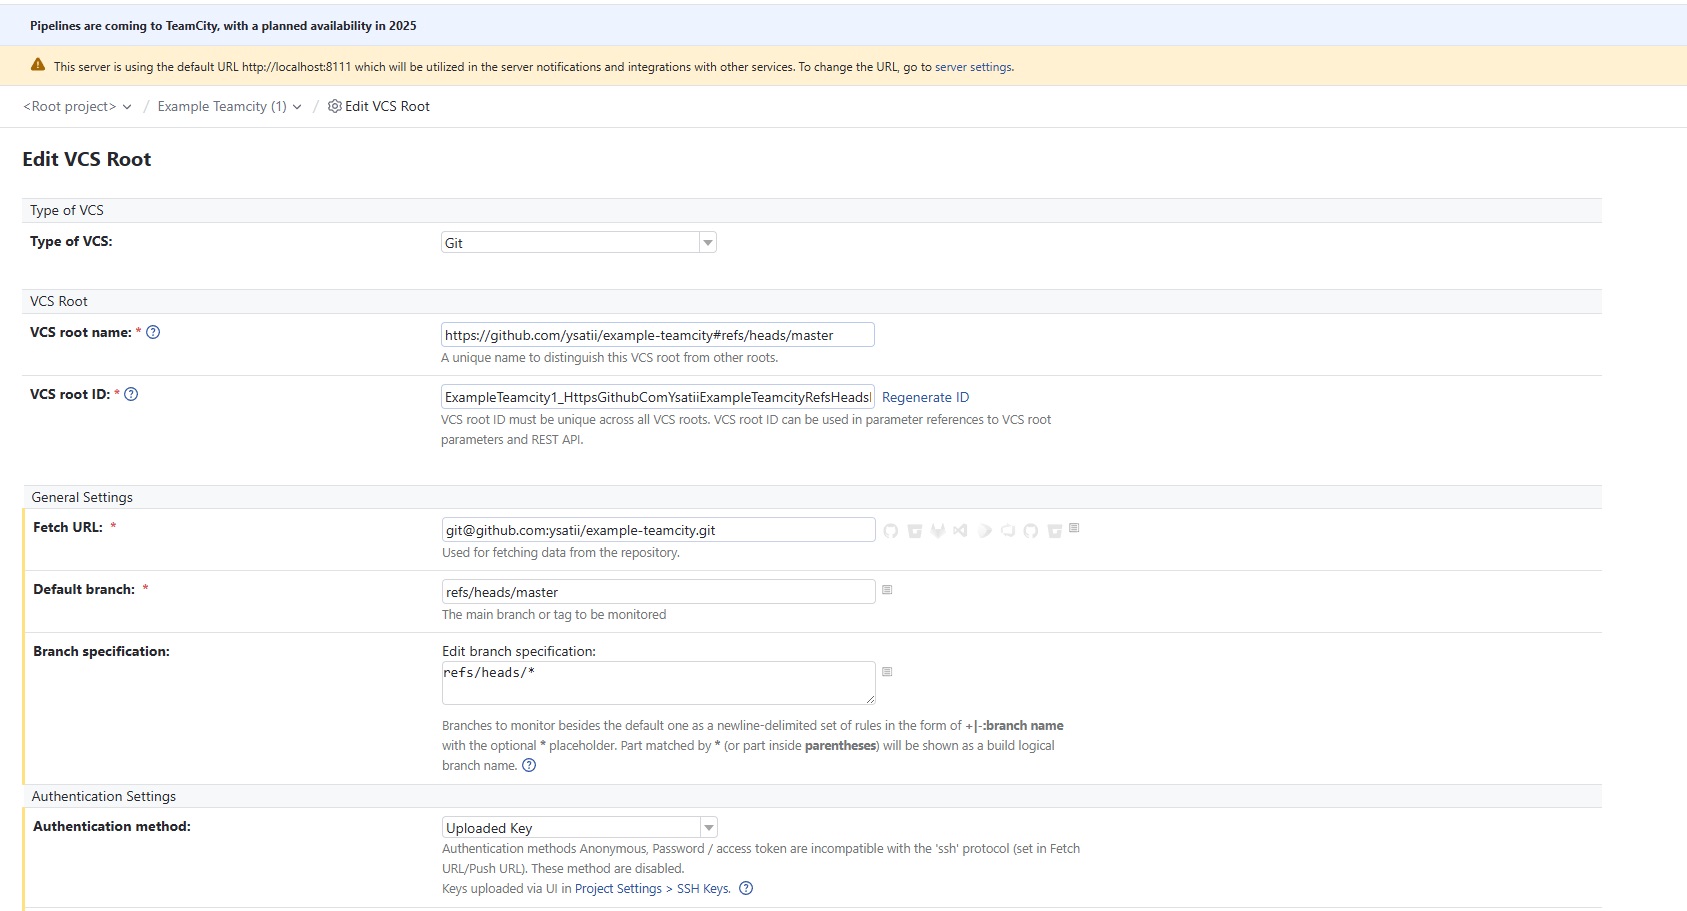 Pipelines are coming to TeamCity, with a planned availability in 2025
This server is using the default URL http://localhost:8111 which will be utilized in the server notifications and integrations with other services. To change the URL, go to server settings.
<Root project> / Example Teamcity (1) / Edit VCS Root
Edit VCS Root
Type of VCS
Type of VCS: Git
VCS Root
VCS root name: * https://github.com/ysatii/example-teamcity#refs/heads/master
A unique name to distinguish this VCS root from other roots.
VCS root ID: * ExampleTeamcity1_HttpsGithubComYsatiiExampleTeamcityRefsHeads Regenerate ID
VCS root ID must be unique across all VCS roots. VCS root ID can be used in parameter references to VCS root
parameters and REST API.
General Settings
Fetch URL: * git@github.com:ysatii/example-teamcity.git
Used for fetching data from the repository.
Default branch: * refs/heads/master
The main branch or tag to be monitored
Branch specification: Edit branch specification:
refs/heads/*
Branches to monitor besides the default one as a newline-delimited set of rules in the form of +|-:branch name
with the optional * placeholder. Part matched by * (or part inside parentheses) will be shown as a build logical
branch name.
Authentication Settings
Authentication method: Uploaded Key
Authentication methods Anonymous, Password / access token are incompatible with the 'ssh' protocol (set in Fetch
URL/Push URL). These method are disabled.
Keys uploaded via UI in Project Settings > SSH Keys.